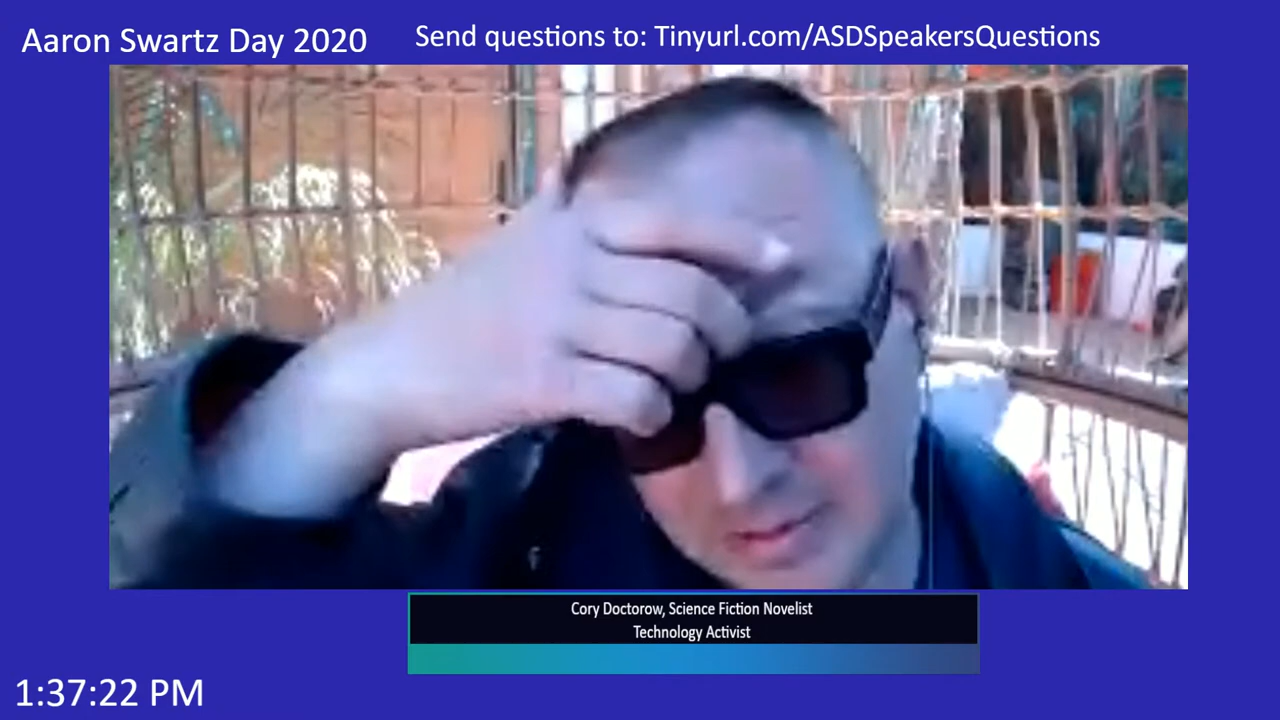 Aaron Swartz Day 2020
Send questions to: Tinyurl.com/ASDSpeakersQuestions
Cory Doctorow, Science Fiction Novelist
Technology Activist
1:37:22 PM